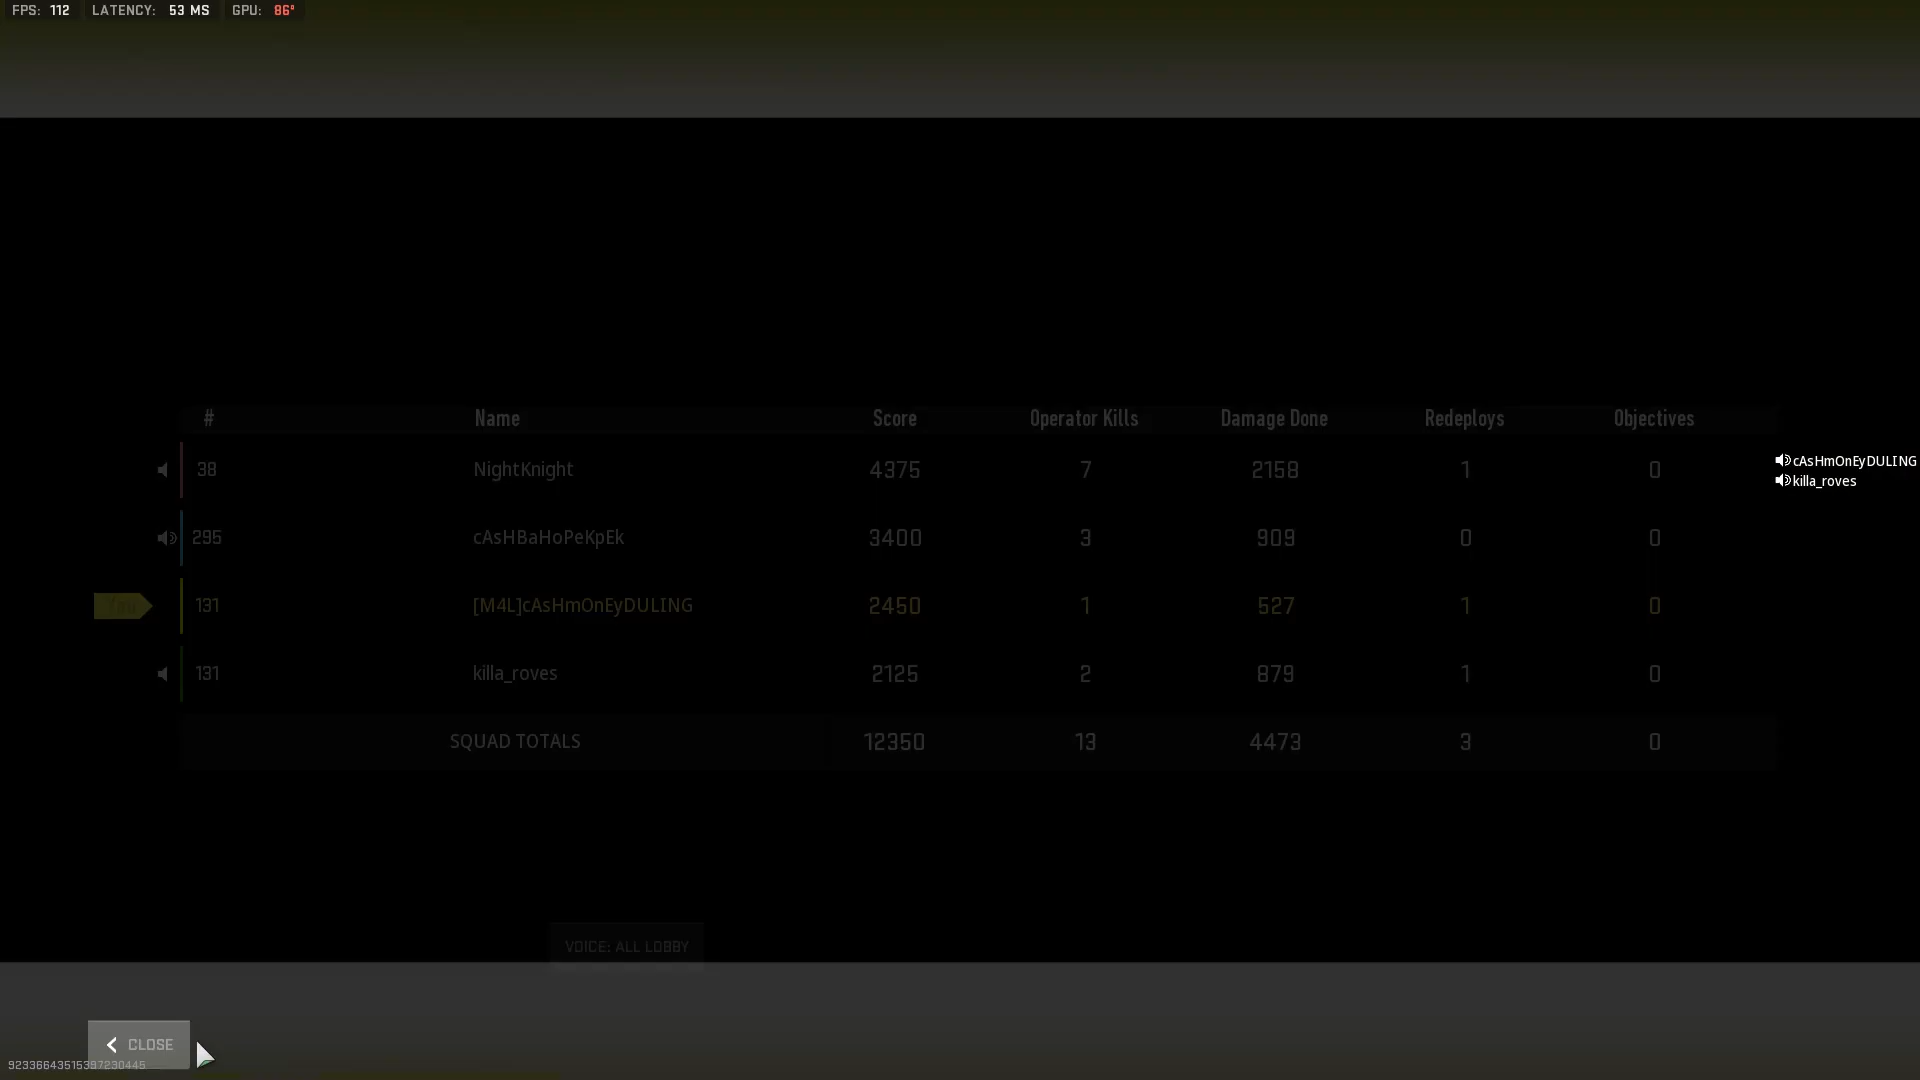 FPS: 112 LATENCY: 53 MS GPU: 86°
# Name Score Operator Kills Damage Done Redeploys Objectives
38 NightKnight 4375 7 2158 1 0
cAsHmOnEyDULING
killa_roves
295 cAsHBaHoPeKpEk 3400 3 909 0 0
You 131 [M4L]cAsHmOnEyDULING 2450 1 527 1 0
131 killa_roves 2125 2 879 1 0
SQUAD TOTALS 12350 13 4473 3 0
VOICE: ALL LOBBY
CLOSE
92336643515397230446